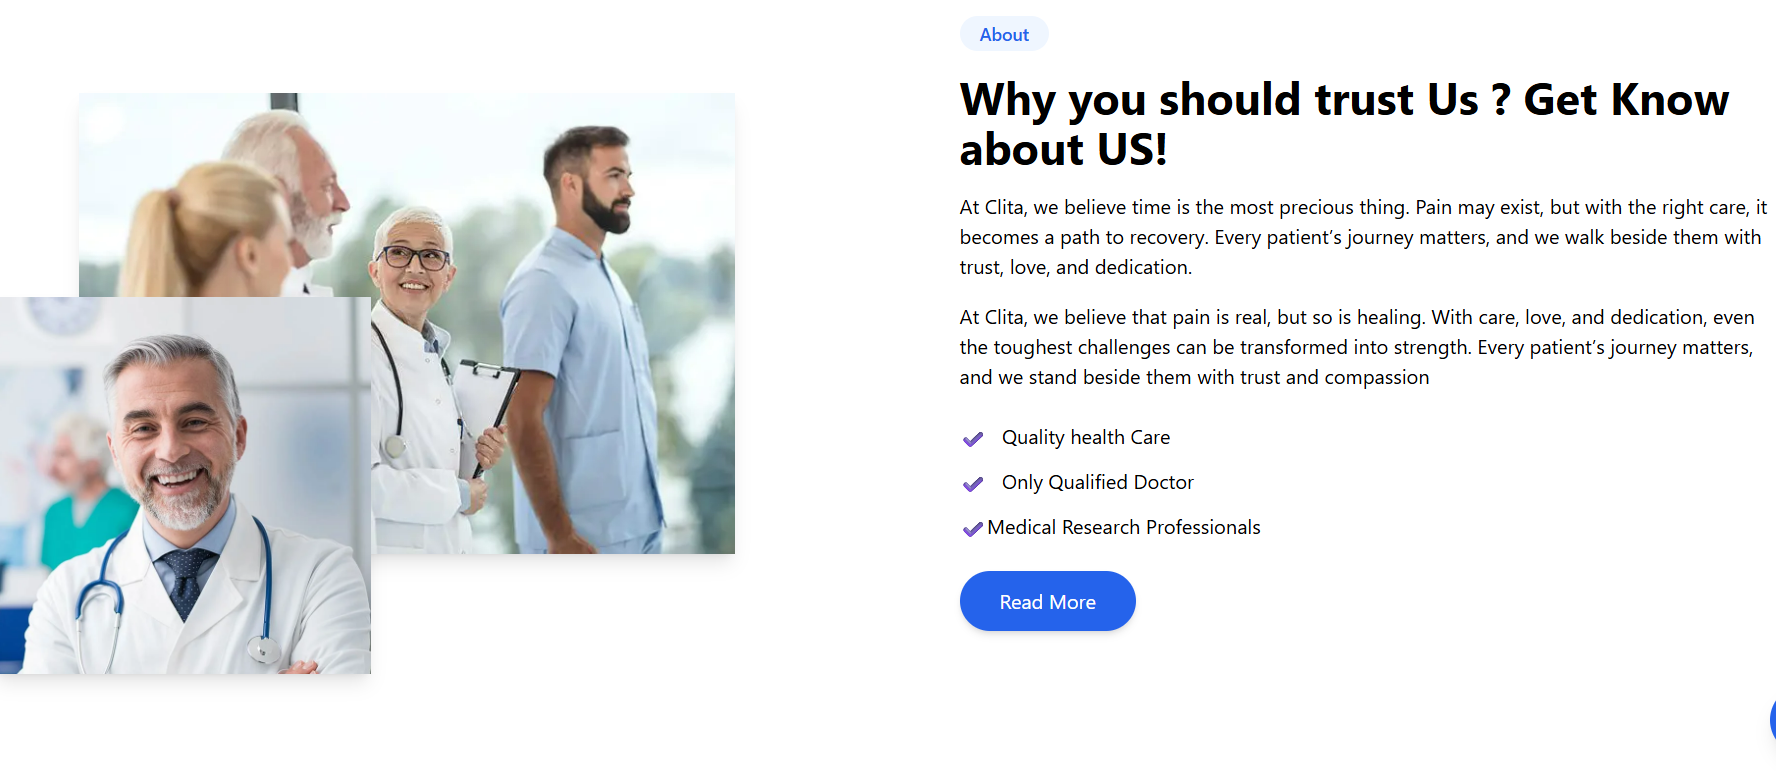 About
Why you should trust Us ? Get Know
about US!
At Clita, we believe time is the most precious thing. Pain may exist, but with the right care, it
becomes a path to recovery. Every patient’s journey matters, and we walk beside them with
trust, love, and dedication.
At Clita, we believe that pain is real, but so is healing. With care, love, and dedication, even
the toughest challenges can be transformed into strength. Every patient’s journey matters,
and we stand beside them with trust and compassion
Quality health Care
Only Qualified Doctor
Medical Research Professionals
Read More